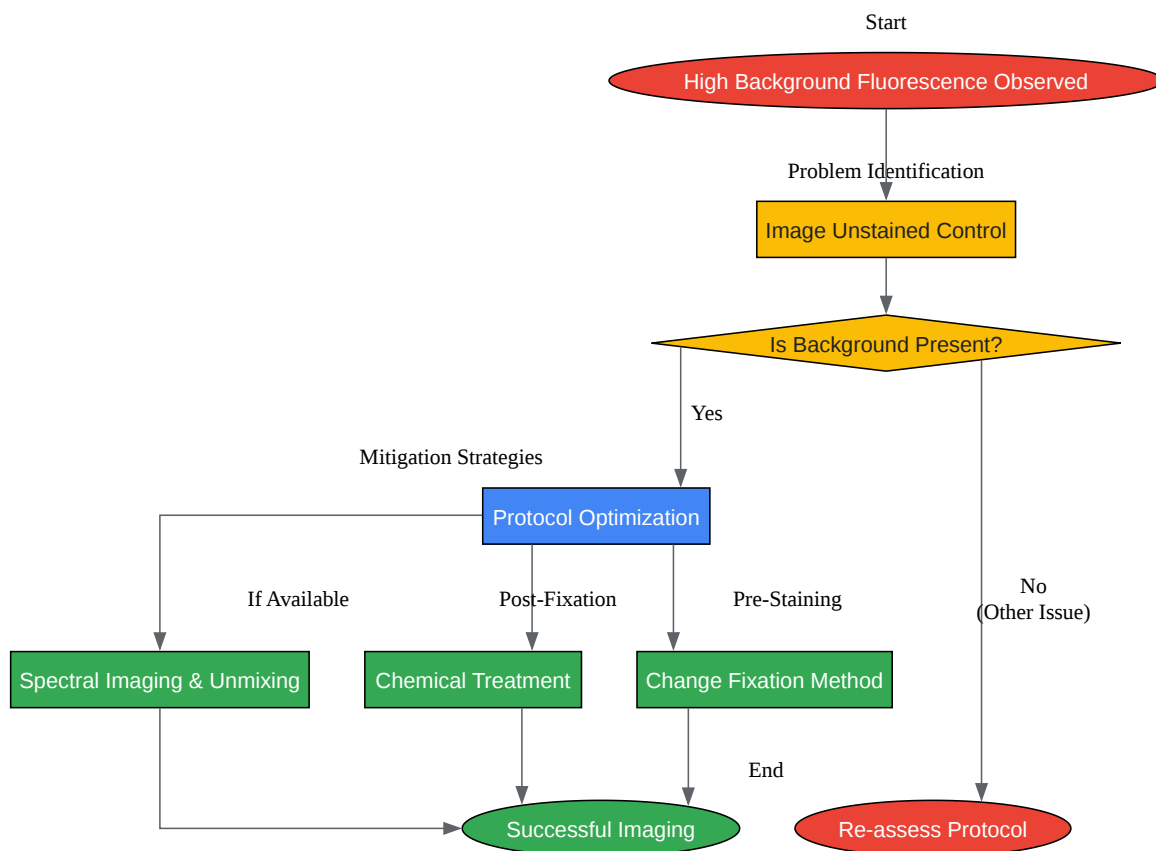 Start
High Background Fluorescence Observed
Problem Identification
Image Unstained Control
Is Background Present?
Yes
Mitigation Strategies
Protocol Optimization
If Available
Post-Fixation
Pre-Staining
No
(Other Issue)
Spectral Imaging & Unmixing
Chemical Treatment
Change Fixation Method
End
Successful Imaging
Re-assess Protocol